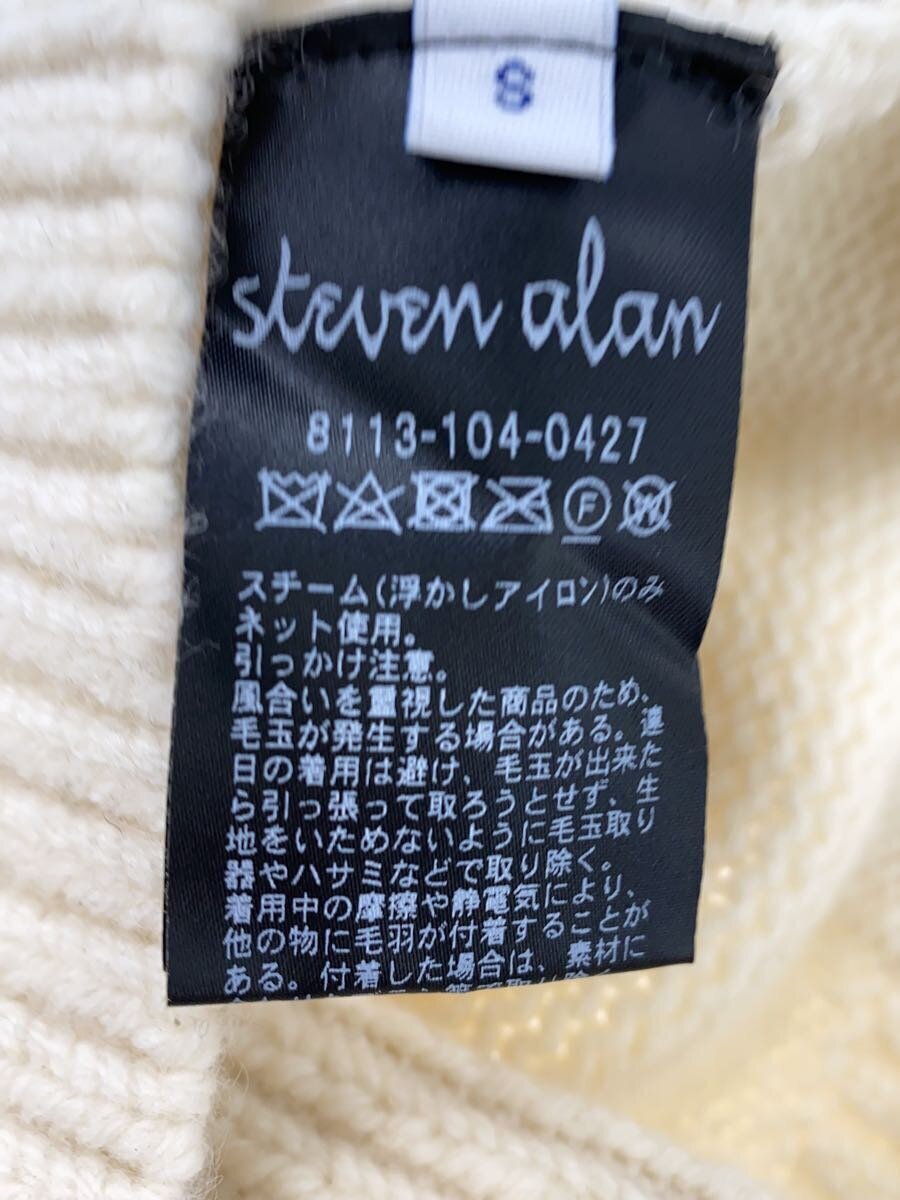 S
steven alan
8113-104-0427
F
W
スチーム(浮かしアイロン)のみ
ネット使用。
引っかけ注意。
風合いを重視した商品のため、
毛玉が発生する場合がある。連
日の着用は避け、毛玉が出来た
ら引っ張って取ろうとせず、生
地をいためないように毛玉取り
器やハサミなどで取り除く。
着用中の摩擦や静電気により、
他の物に毛羽が付着することが
ある。付着した場合は、素材に